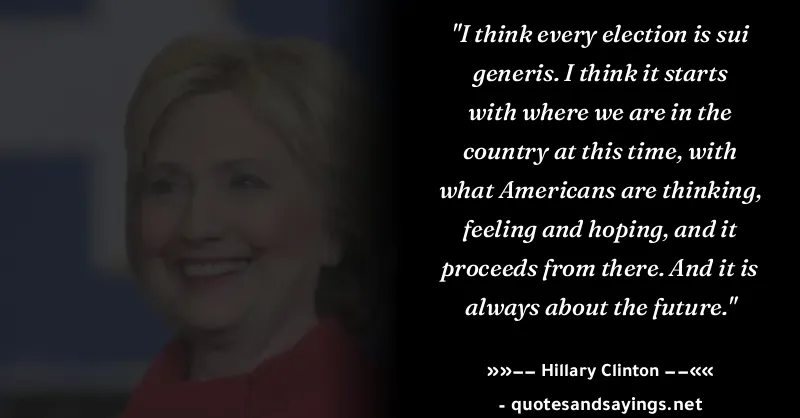 "I think every election is sui
generis. I think it starts
with where we are in the
country at this time, with
what Americans are thinking,
feeling and hoping, and it
proceeds from there. And it is
always about the future."
»»−− Hillary Clinton −−««
- quotesandsayings.net